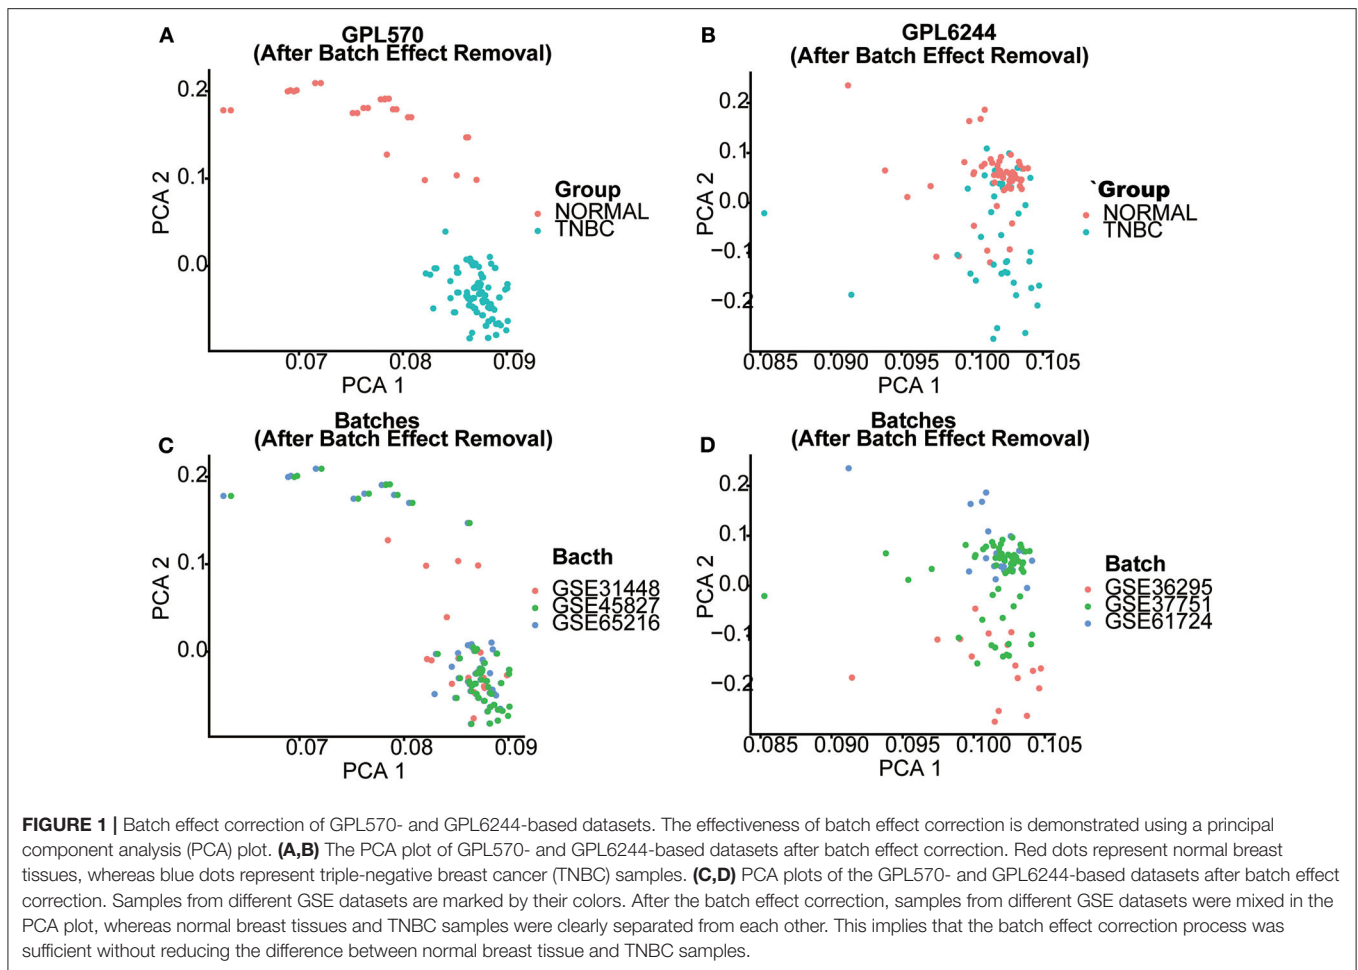 A
GPL570
(After Batch Effect Removal)
0.2
0.1
0.0
PCA 2
0.07
0.08
0.09
PCA 1
Group
NORMAL
TNBC
B
GPL6244
(After Batch Effect Removal)
0.2
0.1
0.0
−0.1
−0.2
PCA 2
0.085
0.090
0.095
0.100
0.105
PCA 1
`Group
NORMAL
TNBC
C
Batches
(After Batch Effect Removal)
0.2
0.1
0.0
PCA 2
0.07
0.08
0.09
PCA 1
Bacth
GSE31448
GSE45827
GSE65216
D
Batches
(After Batch Effect Removal)
0.2
0.1
0.0
−0.1
−0.2
PCA 2
0.085
0.090
0.095
0.100
0.105
PCA 1
Batch
GSE36295
GSE37751
GSE61724
FIGURE 1 | Batch effect correction of GPL570- and GPL6244-based datasets. The effectiveness of batch effect correction is demonstrated using a principal
component analysis (PCA) plot. (A,B) The PCA plot of GPL570- and GPL6244-based datasets after batch effect correction. Red dots represent normal breast
tissues, whereas blue dots represent triple-negative breast cancer (TNBC) samples. (C,D) PCA plots of the GPL570- and GPL6244-based datasets after batch effect
correction. Samples from different GSE datasets are marked by their colors. After the batch effect correction, samples from different GSE datasets were mixed in the
PCA plot, whereas normal breast tissues and TNBC samples were clearly separated from each other. This implies that the batch effect correction process was
sufficient without reducing the difference between normal breast tissue and TNBC samples.